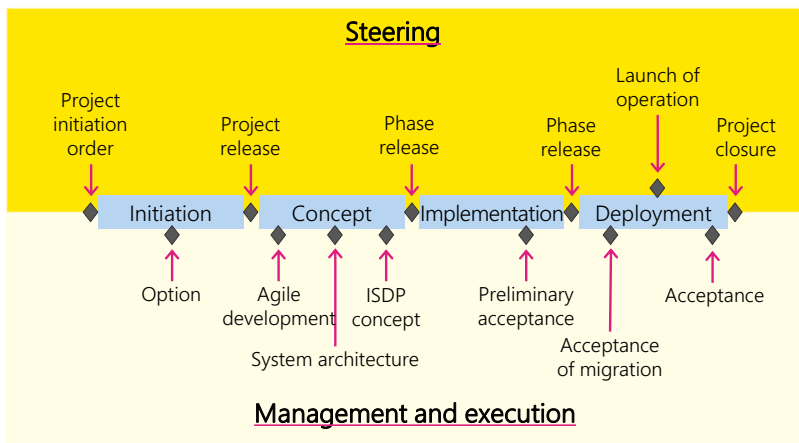 Steering
Launch of
operation
Project
initiation
order
Project
release
Phase
release
Phase
release
Project
closure
Initiation
Concept
Implementation
Deployment
Option
Agile
development
ISDP
concept
System architecture
Preliminary
acceptance
Acceptance
of migration
Acceptance
Management and execution